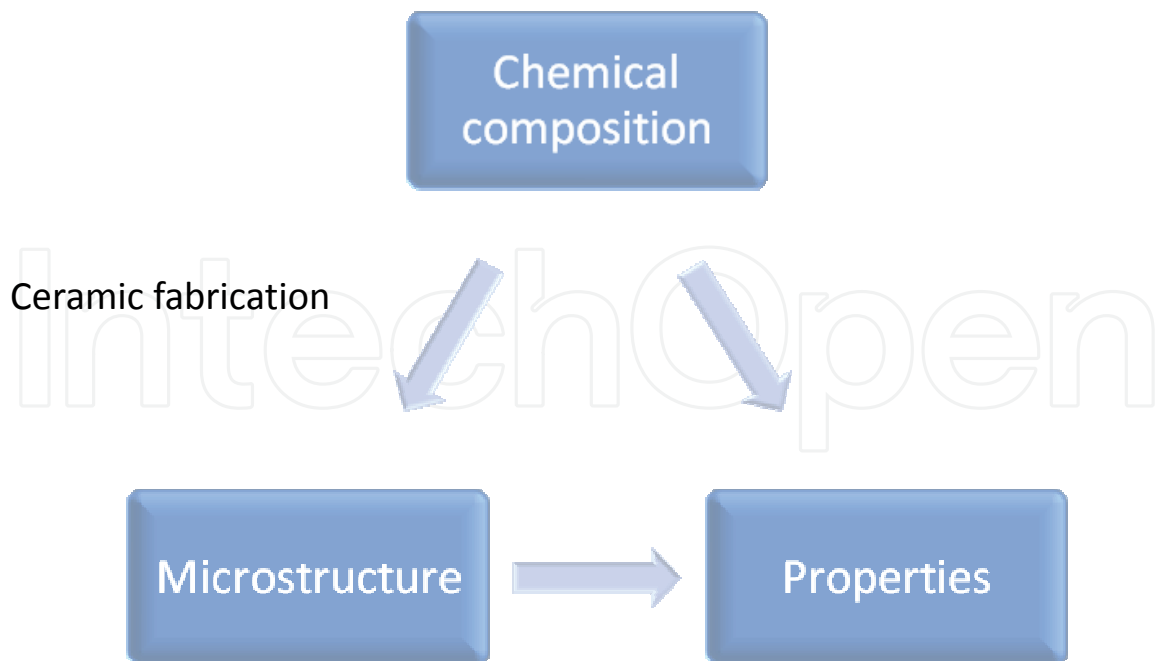 Chemical
composition
Ceramic fabrication
IntechOpen
Microstructure
Properties